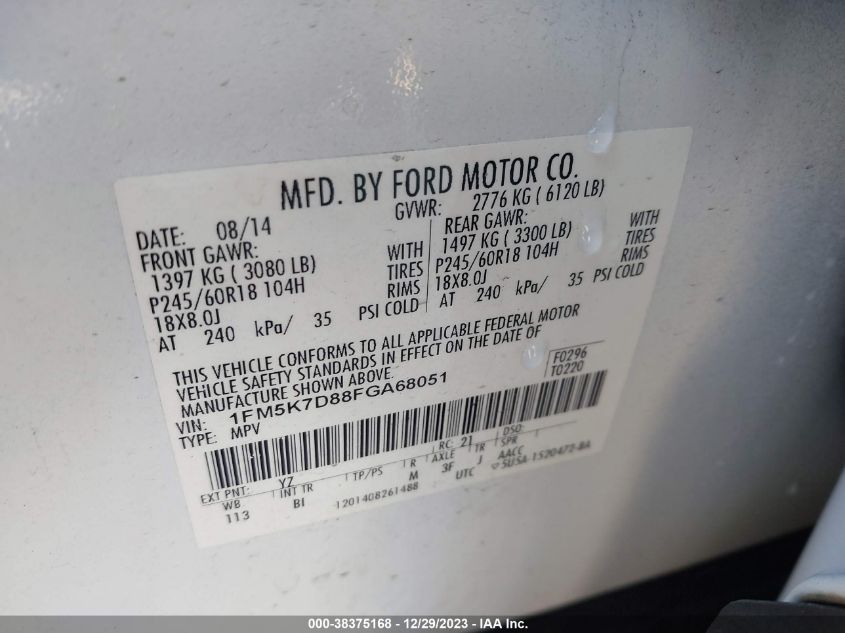 MFD. BY FORD MOTOR CO.
DATE: 08/14
GVWR: 2776 KG ( 6120 LB)
FRONT GAWR:
1397 KG ( 3080 LB) WITH
P245/60R18 104H TIRES
18X8.0J RIMS
AT 240 kPa/ 35 PSI COLD
REAR GAWR:
1497 KG ( 3300 LB) WITH
P245/60R18 104H TIRES
18X8.0J RIMS
AT 240 kPa/ 35 PSI COLD
THIS VEHICLE CONFORMS TO ALL APPLICABLE FEDERAL MOTOR
VEHICLE SAFETY STANDARDS IN EFFECT ON THE DATE OF
MANUFACTURE SHOWN ABOVE.
F0296
T0220
VIN: 1FM5K7D88FGA68051
TYPE: MPV
EXT PNT: YZ RC: 21 DSO:
WB INT TR TP/PS R AXLE TR SPR
113 BI M 3F J AACC
1201408261488 UTC 5USA-1520472-BA
000-38375168 - 12/29/2023 - IAA Inc.